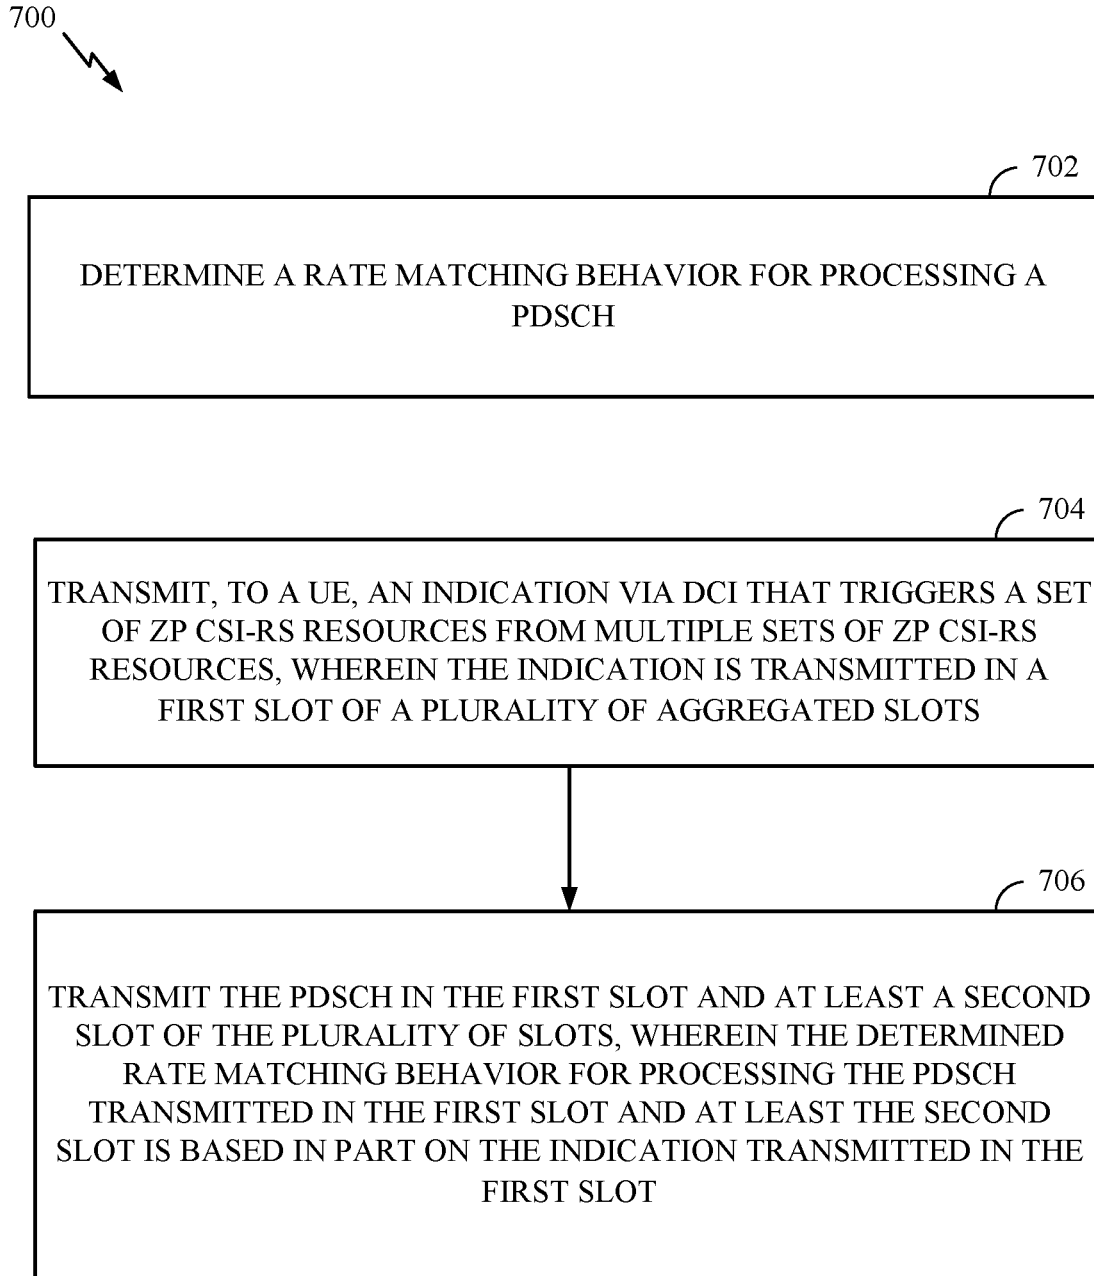 700
702
DETERMINE A RATE MATCHING BEHAVIOR FOR PROCESSING A
PDSCH
704
TRANSMIT, TO A UE, AN INDICATION VIA DCI THAT TRIGGERS A SET
OF ZP CSI-RS RESOURCES FROM MULTIPLE SETS OF ZP CSI-RS
RESOURCES, WHEREIN THE INDICATION IS TRANSMITTED IN A
FIRST SLOT OF A PLURALITY OF AGGREGATED SLOTS
706
TRANSMIT THE PDSCH IN THE FIRST SLOT AND AT LEAST A SECOND
SLOT OF THE PLURALITY OF SLOTS, WHEREIN THE DETERMINED
RATE MATCHING BEHAVIOR FOR PROCESSING THE PDSCH
TRANSMITTED IN THE FIRST SLOT AND AT LEAST THE SECOND
SLOT IS BASED IN PART ON THE INDICATION TRANSMITTED IN THE
FIRST SLOT